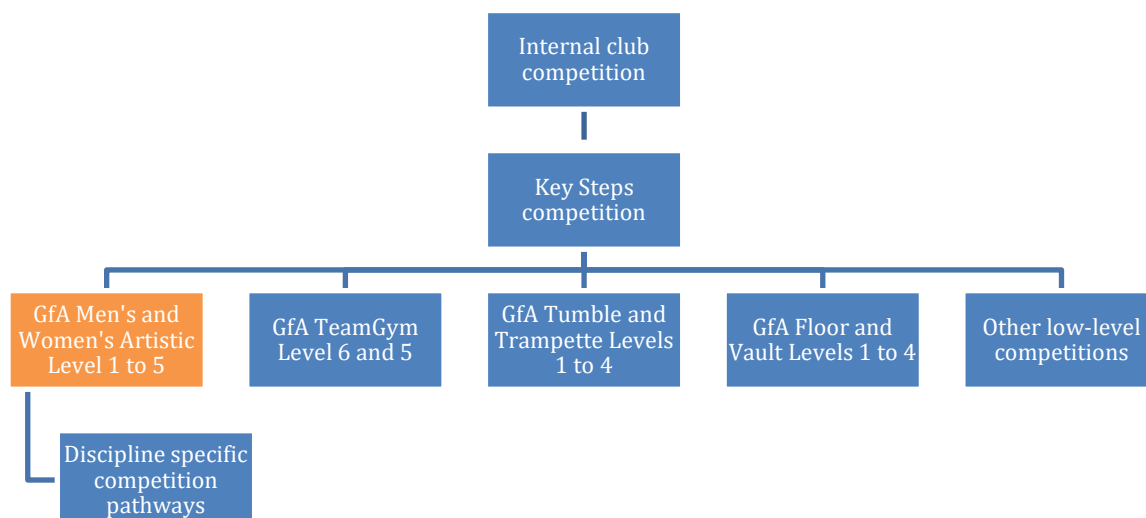 Internal club
competition
Key Steps
competition
GfA Men's and
Women's Artistic
Level 1 to 5
GfA TeamGym
Level 6 and 5
GfA Tumble and
Trampette Levels
1 to 4
GfA Floor and
Vault Levels 1 to 4
Other low-level
competitions
Discipline specific
competition
pathways